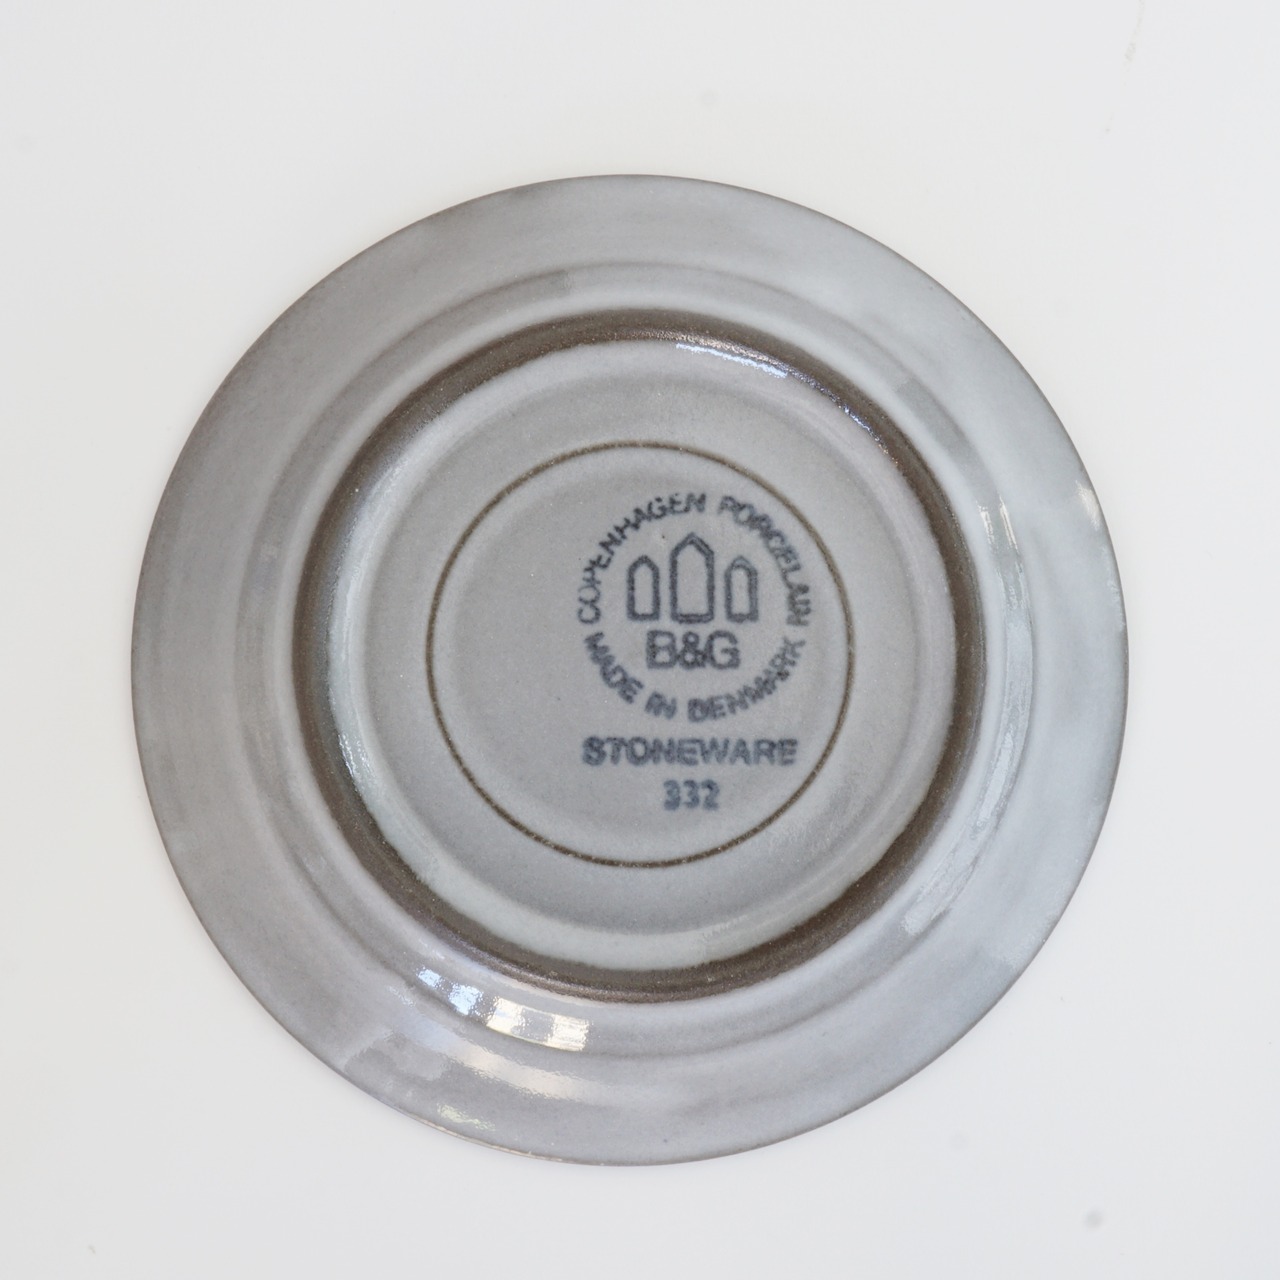 COPENHAGEN PORCELAIN
B&G
MADE IN DENMARK
STONEWARE
332